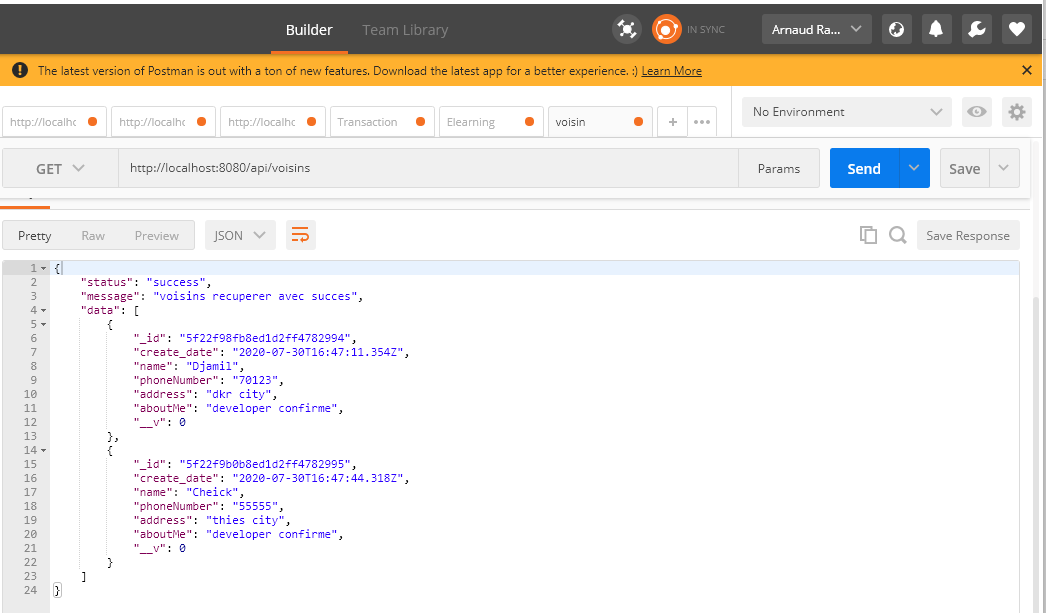 Builder Team Library IN SYNC Arnaud Ra...
The latest version of Postman is out with a ton of new features. Download the latest app for a better experience. :) Learn More
http://localhc http://localhc http://localhc Transaction Elearning voisin + ••• No Environment
GET http://localhost:8080/api/voisins Params Send Save
Pretty Raw Preview JSON Save Response
1 {
2 "status": "success",
3 "message": "voisins recuperer avec succes",
4 "data": [
5 {
6 "_id": "5f22f98fb8ed1d2ff4782994",
7 "create_date": "2020-07-30T16:47:11.354Z",
8 "name": "Djamil",
9 "phoneNumber": "70123",
10 "address": "dkr city",
11 "aboutMe": "developer confirme",
12 "__v": 0
13 },
14 {
15 "_id": "5f22f9b0b8ed1d2ff4782995",
16 "create_date": "2020-07-30T16:47:44.318Z",
17 "name": "Cheick",
18 "phoneNumber": "55555",
19 "address": "thies city",
20 "aboutMe": "developer confirme",
21 "__v": 0
22 }
23 ]
24 }